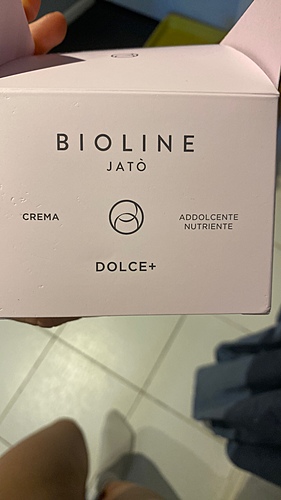 BIOLINE
JATÒ
CREMA
ADDOLCENTE
NUTRIENTE
DOLCE+